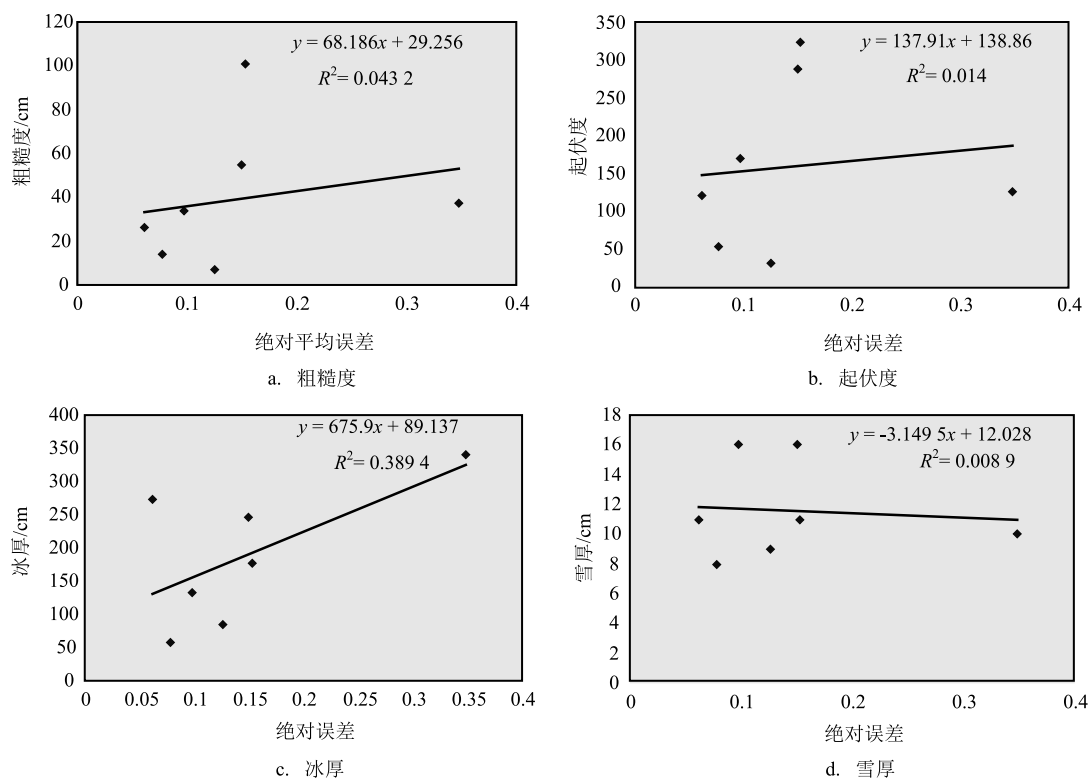 120
100
80
60
40
20
0
粗糙度/cm
y = 68.186x + 29.256
R²= 0.043 2
0 0.1 0.2 0.3 0.4
绝对平均误差
a. 粗糙度
350
300
250
200
150
100
50
0
起伏度
y = 137.91x + 138.86
R²= 0.014
0 0.1 0.2 0.3 0.4
绝对误差
b. 起伏度
400
350
300
250
200
150
100
50
0
冰厚/cm
y = 675.9x + 89.137
R²= 0.389 4
0 0.05 0.1 0.15 0.2 0.25 0.3 0.35 0.4
绝对误差
c. 冰厚
18
16
14
12
10
8
6
4
2
0
雪厚/cm
y = -3.149 5x + 12.028
R²= 0.008 9
0 0.1 0.2 0.3 0.4
绝对误差
d. 雪厚